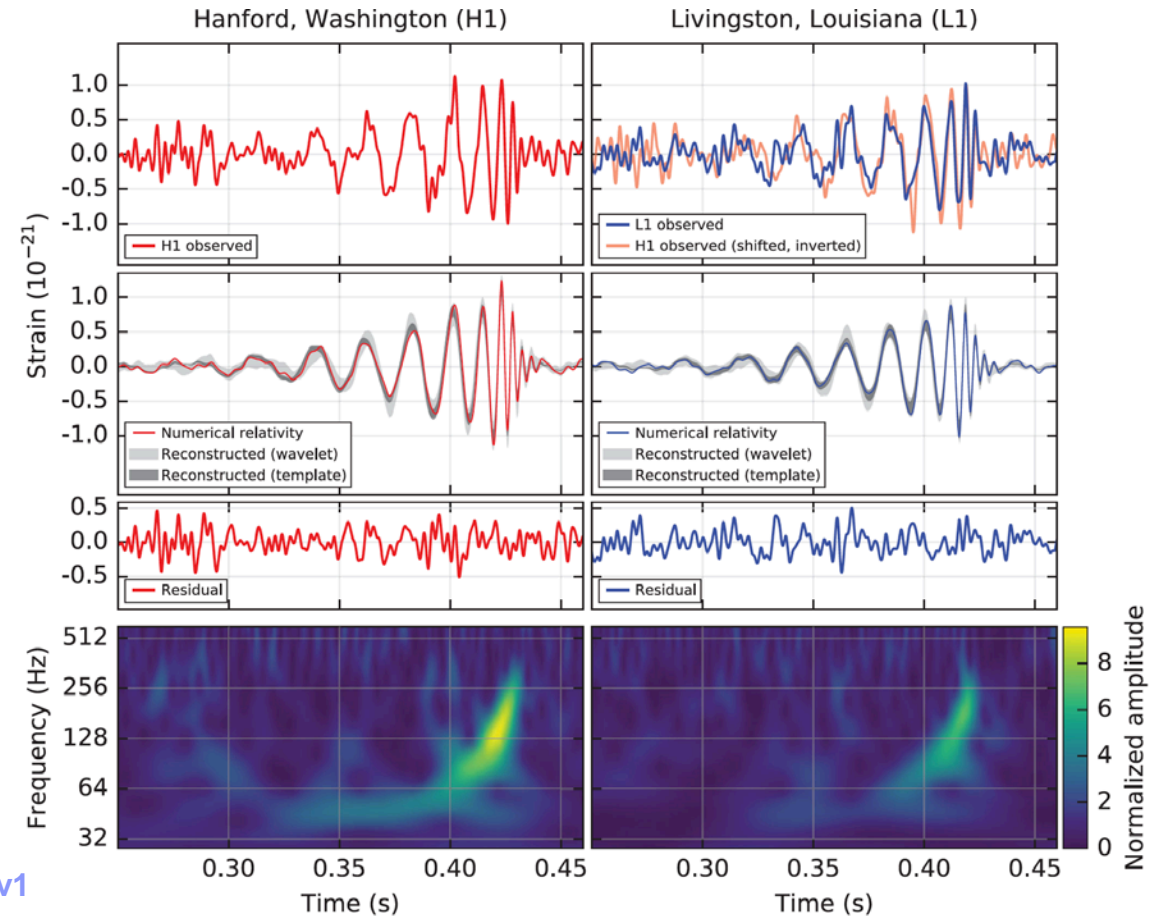 Hanford, Washington (H1)
Livingston, Louisiana (L1)
Strain (10⁻²¹)
1.0
0.5
0.0
-0.5
-1.0
H1 observed
L1 observed
H1 observed (shifted, inverted)
1.0
0.5
0.0
-0.5
-1.0
Numerical relativity
Reconstructed (wavelet)
Reconstructed (template)
Numerical relativity
Reconstructed (wavelet)
Reconstructed (template)
0.5
0.0
-0.5
Residual
Residual
Frequency (Hz)
512
256
128
64
32
Normalized amplitude
8
6
4
2
0
0.30 0.35 0.40 0.45
0.30 0.35 0.40 0.45
Time (s)
Time (s)
v1